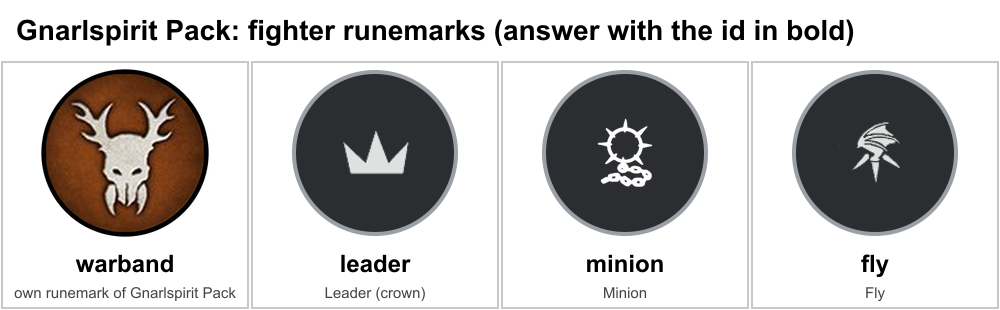 Gnarlspirit Pack: fighter runemarks (answer with the id in bold)
warband
own runemark of Gnarlspirit Pack
leader
Leader (crown)
minion
Minion
fly
Fly